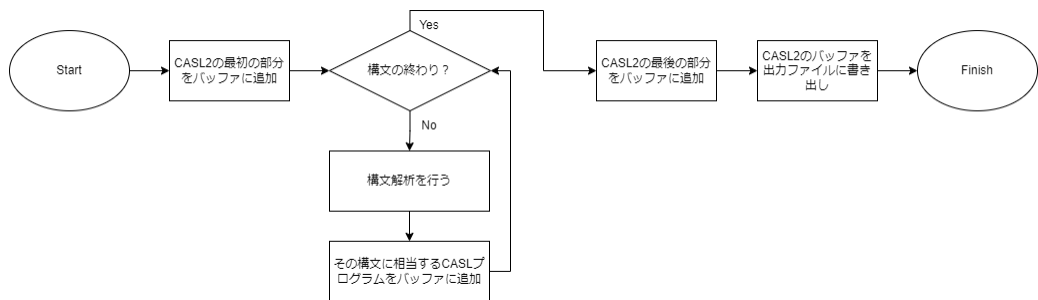 Start
CASL2の最初の部分
をバッファに追加
構文の終わり？
Yes
No
構文解析を行う
その構文に相当するCASLプ
ログラムをバッファに追加
CASL2の最後の部分
をバッファに追加
CASL2のバッファを
出力ファイルに書き
出し
Finish